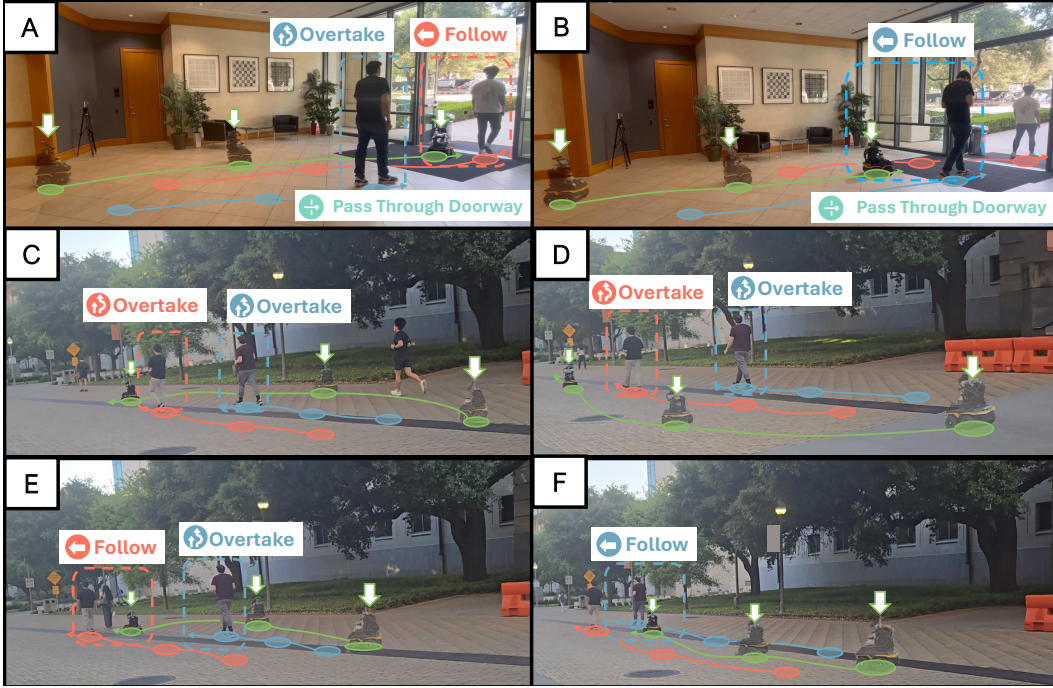 A
Overtake
Follow
Pass Through Doorway
B
Follow
Pass Through Doorway
C
Overtake
Overtake
D
Overtake
Overtake
E
Follow
Overtake
F
Follow